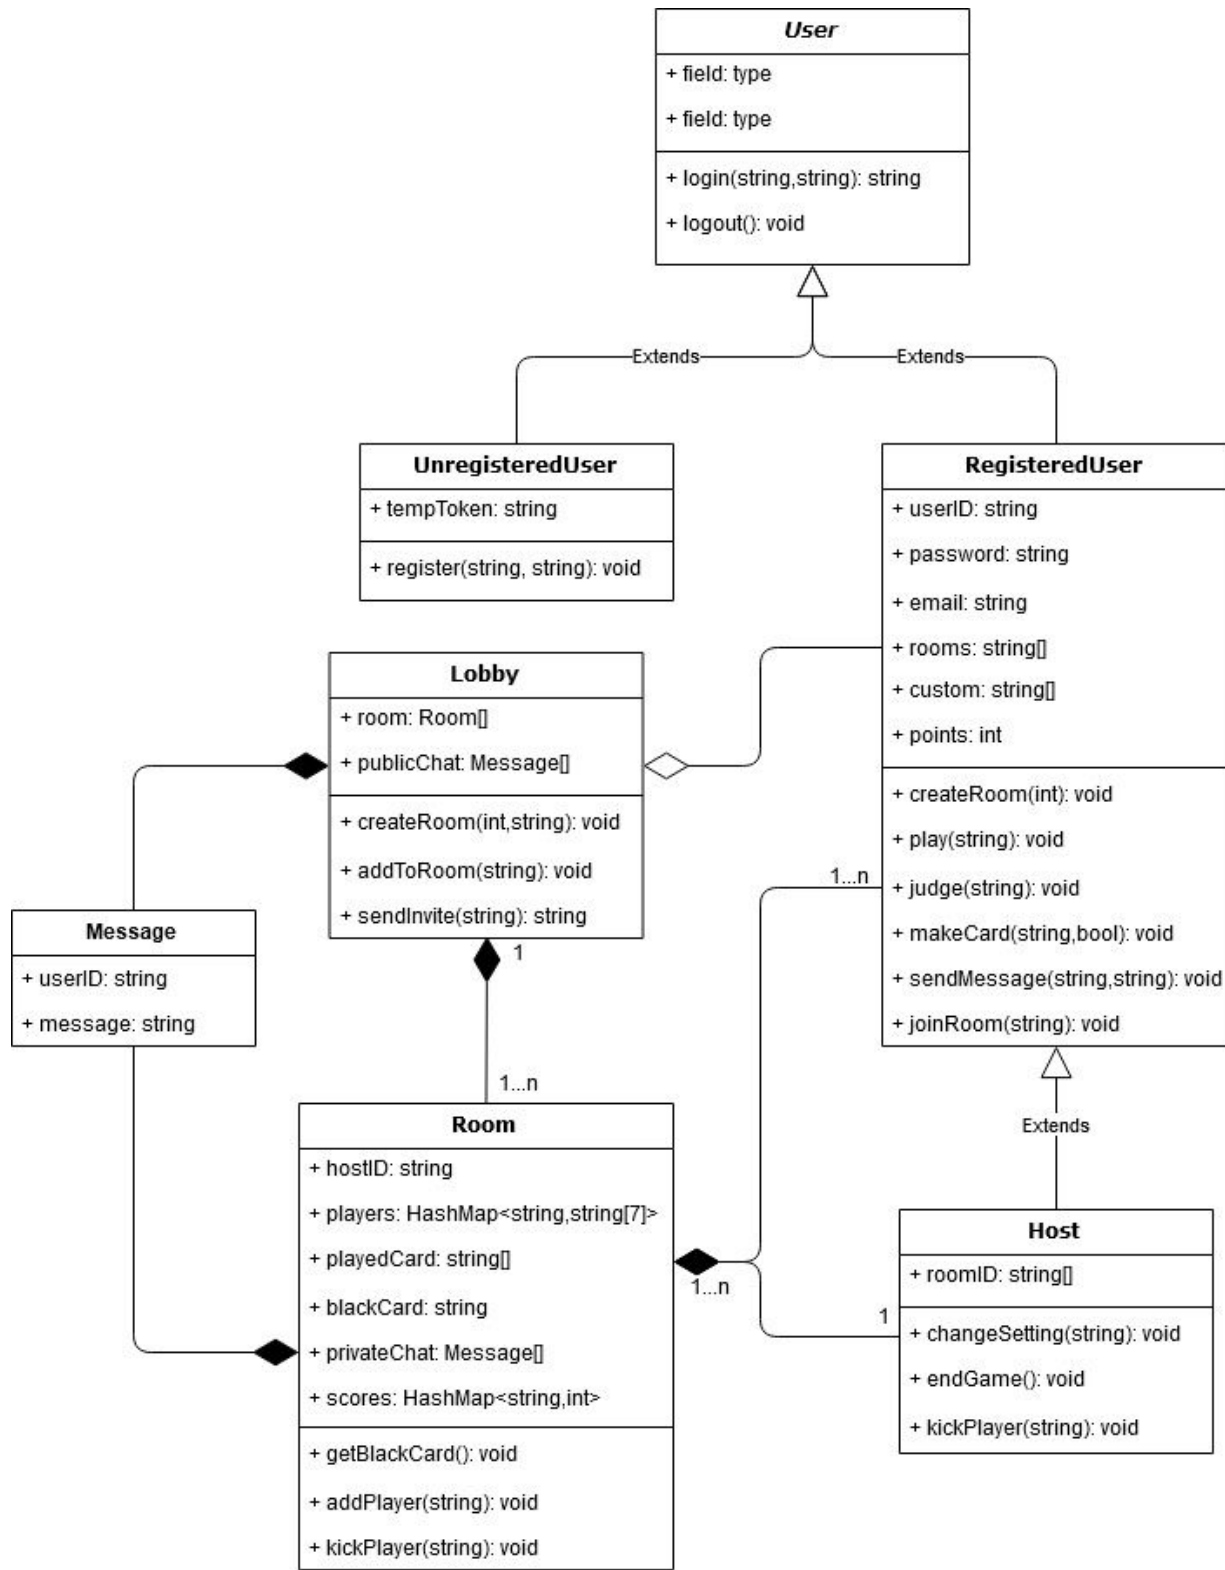 User
+ field: type
+ field: type
+ login(string,string): string
+ logout(): void
Extends
Extends
UnregisteredUser
+ tempToken: string
+ register(string, string): void
RegisteredUser
+ userID: string
+ password: string
+ email: string
+ rooms: string[]
+ custom: string[]
+ points: int
+ createRoom(int): void
+ play(string): void
+ judge(string): void
+ makeCard(string,bool): void
+ sendMessage(string,string): void
+ joinRoom(string): void
Lobby
+ room: Room[]
+ publicChat: Message[]
+ createRoom(int,string): void
+ addToRoom(string): void
+ sendInvite(string): string
1...n
Message
+ userID: string
+ message: string
1
1...n
Extends
Room
+ hostID: string
+ players: HashMap<string,string[7]>
+ playedCard: string[]
+ blackCard: string
+ privateChat: Message[]
+ scores: HashMap<string,int>
+ getBlackCard(): void
+ addPlayer(string): void
+ kickPlayer(string): void
1...n
1
Host
+ roomID: string[]
+ changeSetting(string): void
+ endGame(): void
+ kickPlayer(string): void